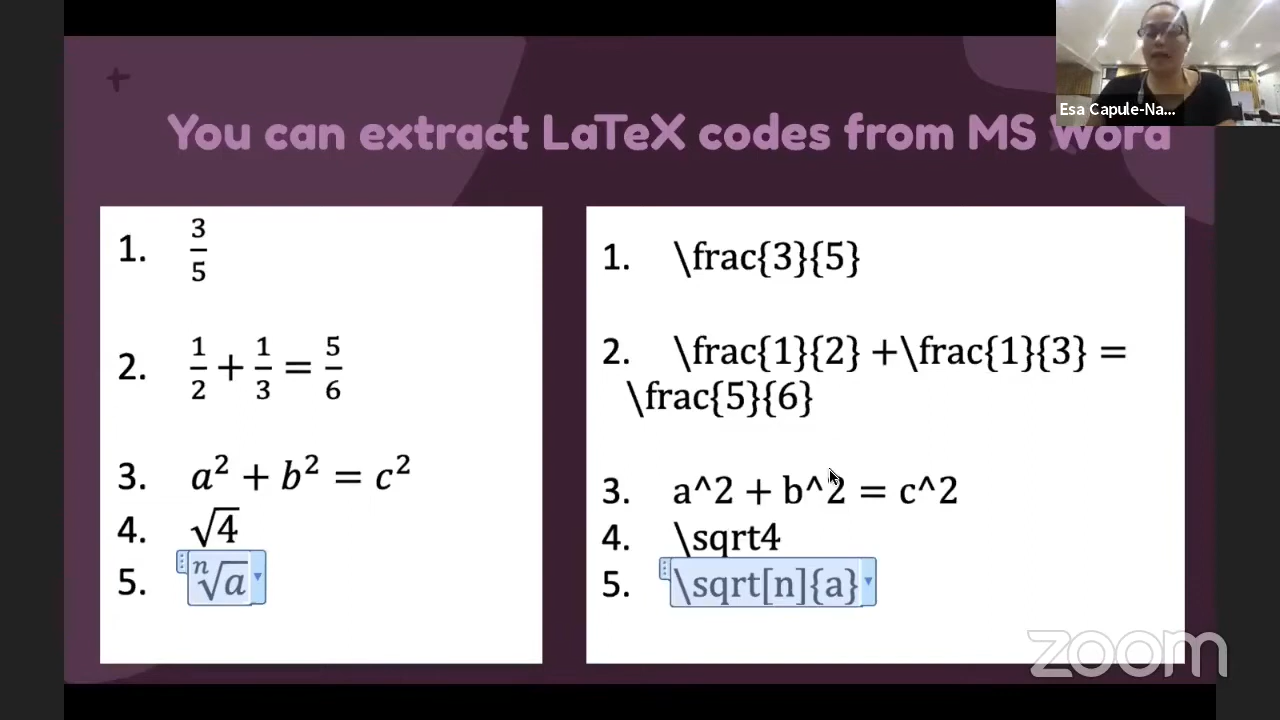 You can extract LaTeX codes from MS Word
Esa Capule-Na...
1. 3/5
2. 1/2 + 1/3 = 5/6
3. a² + b² = c²
4. √4
5. ⁿ√a
1. \frac{3}{5}
2. \frac{1}{2} +\frac{1}{3} =
\frac{5}{6}
3. a^2 + b^2 = c^2
4. \sqrt4
5. \sqrt[n]{a}
zoom